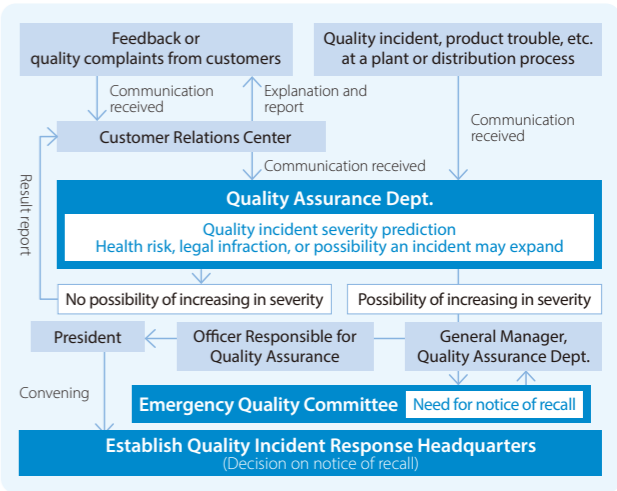 Feedback or
quality complaints from customers
Quality incident, product trouble, etc.
at a plant or distribution process
Communication
received
Explanation and
report
Communication
received
Customer Relations Center
Communication received
Result report
Quality Assurance Dept.
Quality incident severity prediction
Health risk, legal infraction, or possibility an incident may expand
No possibility of increasing in severity
Possibility of increasing in severity
President
Officer Responsible for
Quality Assurance
General Manager,
Quality Assurance Dept.
Convening
Emergency Quality Committee
Need for notice of recall
Establish Quality Incident Response Headquarters
(Decision on notice of recall)